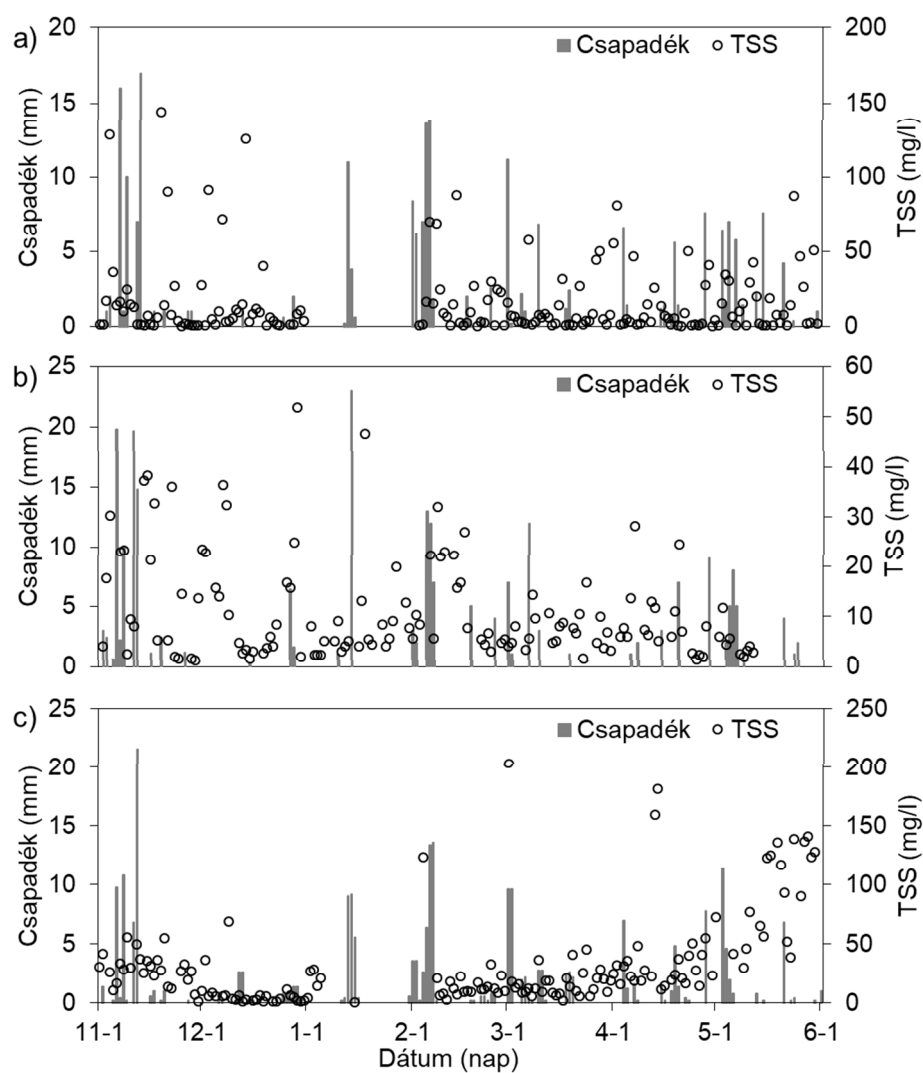 a)
Csapadék TSS
Csapadék (mm)
20
15
10
5
0
TSS (mg/l)
200
150
100
50
0
b)
Csapadék TSS
Csapadék (mm)
25
20
15
10
5
0
TSS (mg/l)
60
50
40
30
20
10
0
c)
Csapadék TSS
Csapadék (mm)
25
20
15
10
5
0
TSS (mg/l)
250
200
150
100
50
0
11-1 12-1 1-1 2-1 3-1 4-1 5-1 6-1
Dátum (nap)